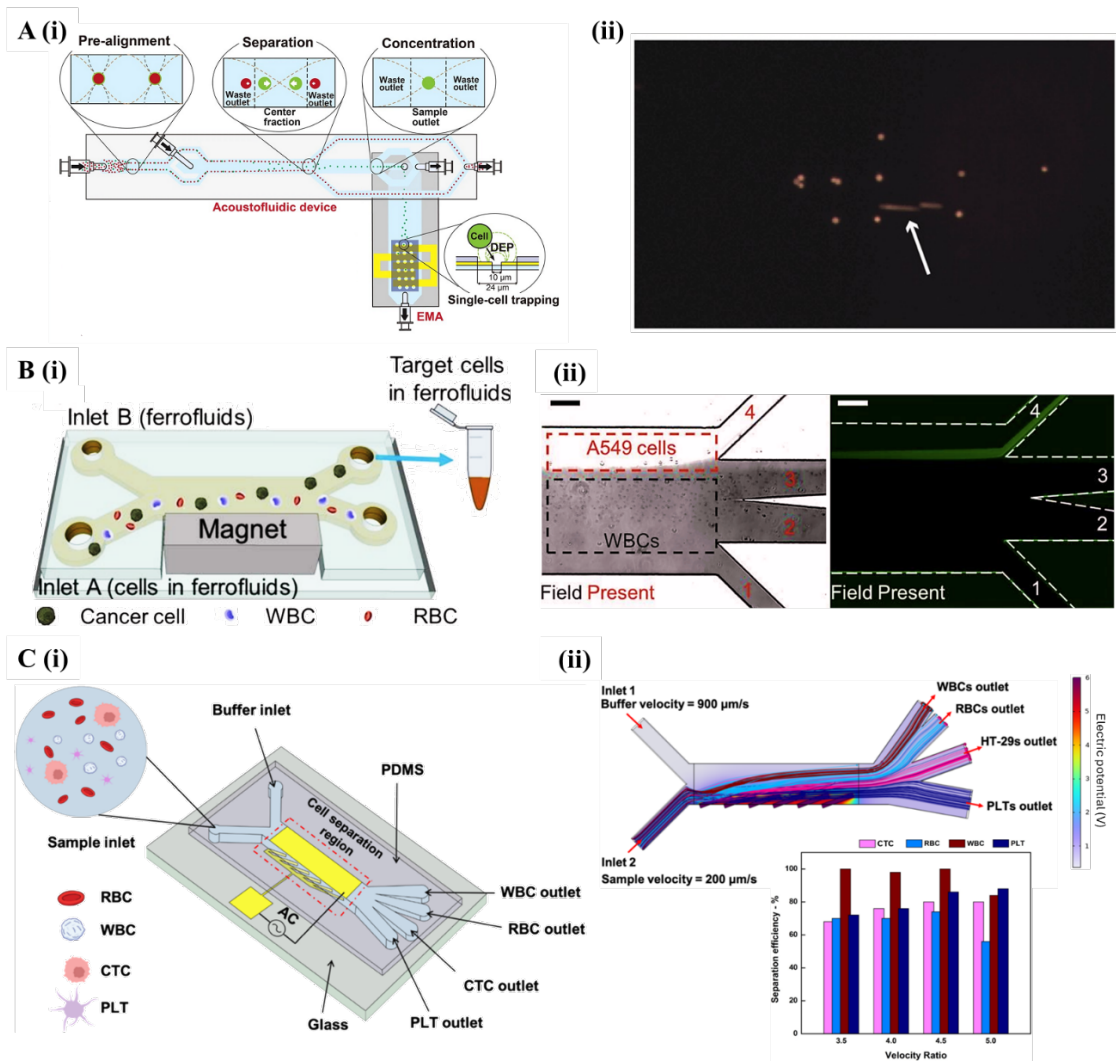 A (i)
Pre-alignment
Separation
Concentration
Waste outlet
Waste outlet
Center fraction
Waste outlet
Waste outlet
Sample outlet
Acoustofluidic device
Cell
DEP
10 µm
24 µm
Single-cell trapping
EMA
(ii)
B (i)
Target cells
in ferrofluids
Inlet B (ferrofluids)
Magnet
Inlet A (cells in ferrofluids)
Cancer cell
WBC
RBC
(ii)
A549 cells
WBCs
4
3
2
1
Field Present
4
3
2
1
Field Present
C (i)
Buffer inlet
PDMS
Cell separation
region
Sample inlet
RBC
WBC
CTC
PLT
AC
WBC outlet
RBC outlet
CTC outlet
PLT outlet
Glass
(ii)
Inlet 1
Buffer velocity = 900 µm/s
WBCs outlet
RBCs outlet
HT-29s outlet
PLTs outlet
Inlet 2
Sample velocity = 200 µm/s
6
5
4
3
2
1
Electric potential (V)
CTC RBC WBC PLT
Separation efficiency - %
100
80
60
40
20
0
3.5 4.0 4.5 5.0
Velocity Ratio